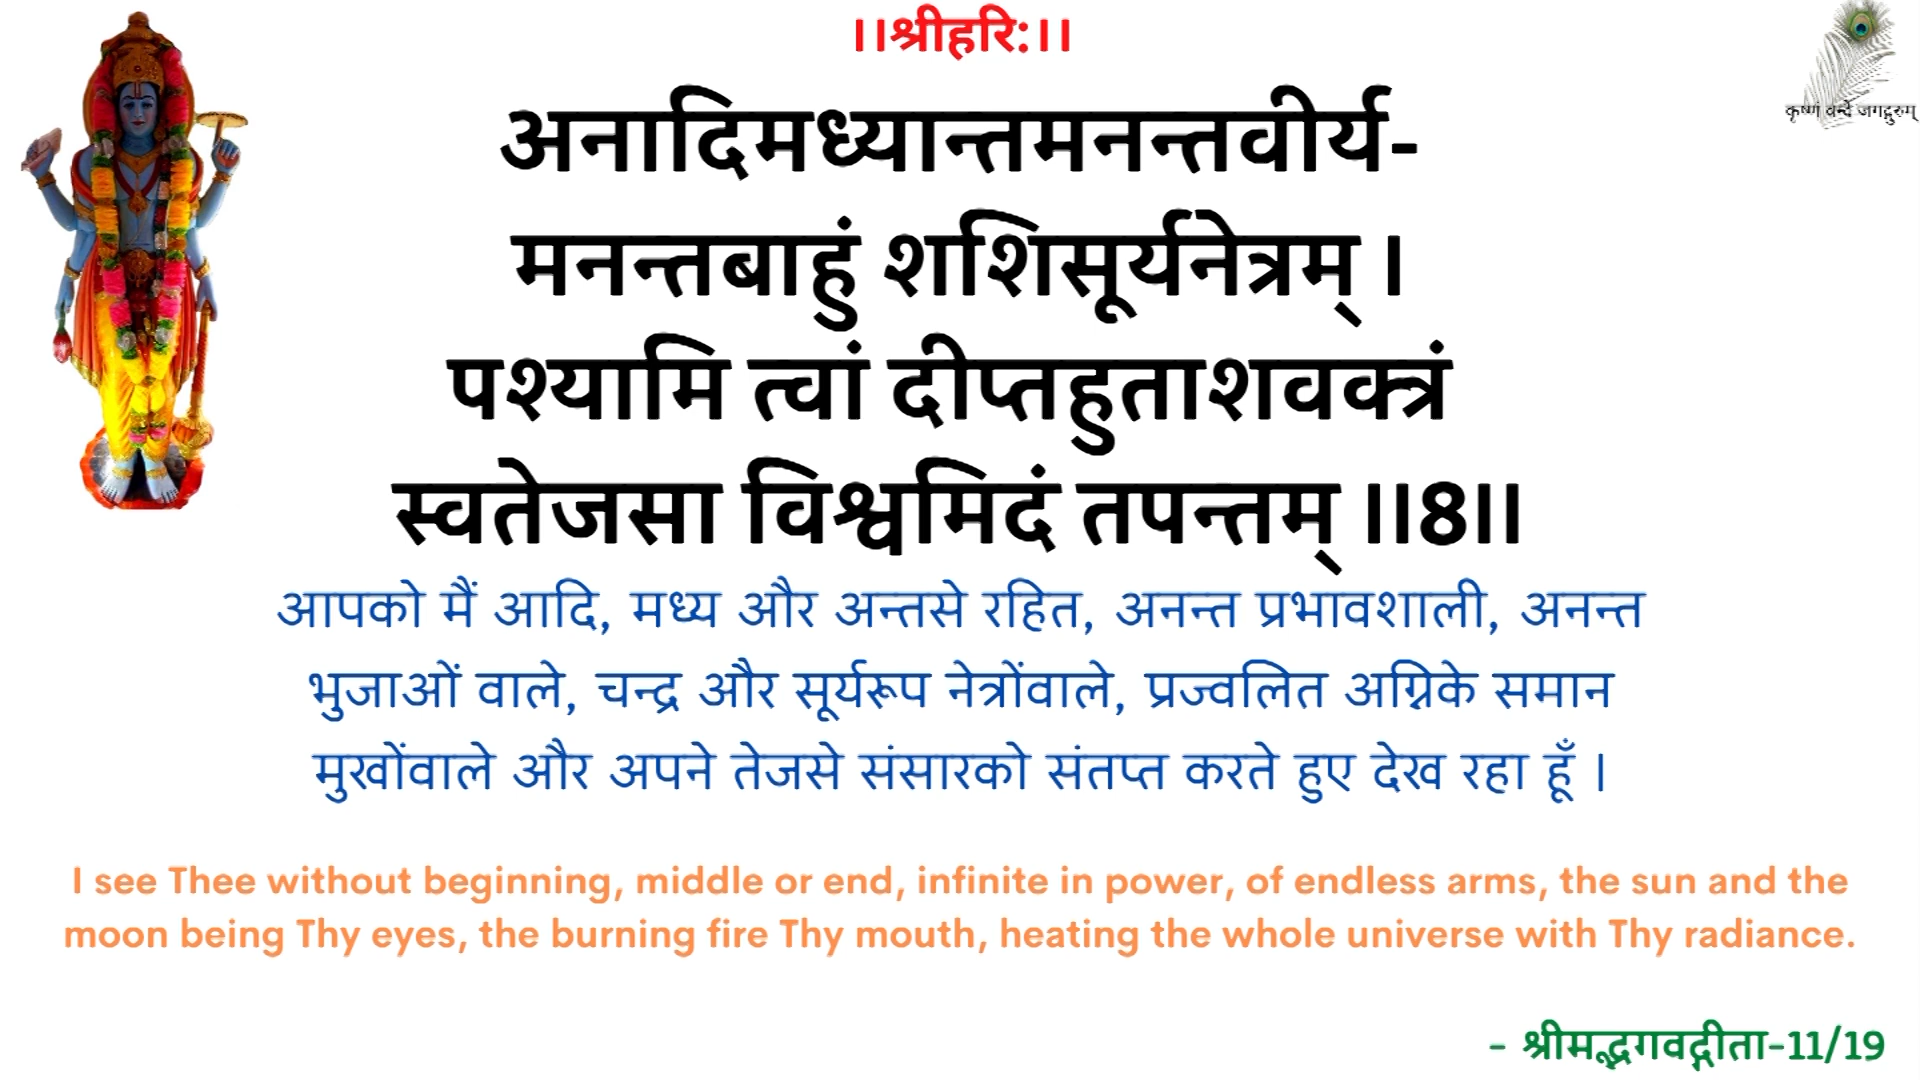 ।।श्रीहरि:।।
कृष्णं वन्दे जगद्गुरुम्
अनादिमध्यान्तमनन्तवीर्य-
मनन्तबाहुं शशिसूर्यनेत्रम् ।
पश्यामि त्वां दीप्तहुताशवक्त्रं
स्वतेजसा विश्वमिदं तपन्तम् ।।8।।
आपको मैं आदि, मध्य और अन्तसे रहित, अनन्त प्रभावशाली, अनन्त
भुजाओं वाले, चन्द्र और सूर्यरूप नेत्रोंवाले, प्रज्वलित अग्निके समान
मुखोंवाले और अपने तेजसे संसारको संतप्त करते हुए देख रहा हूँ ।
I see Thee without beginning, middle or end, infinite in power, of endless arms, the sun and the
moon being Thy eyes, the burning fire Thy mouth, heating the whole universe with Thy radiance.
- श्रीमद्भगवद्गीता-11/19